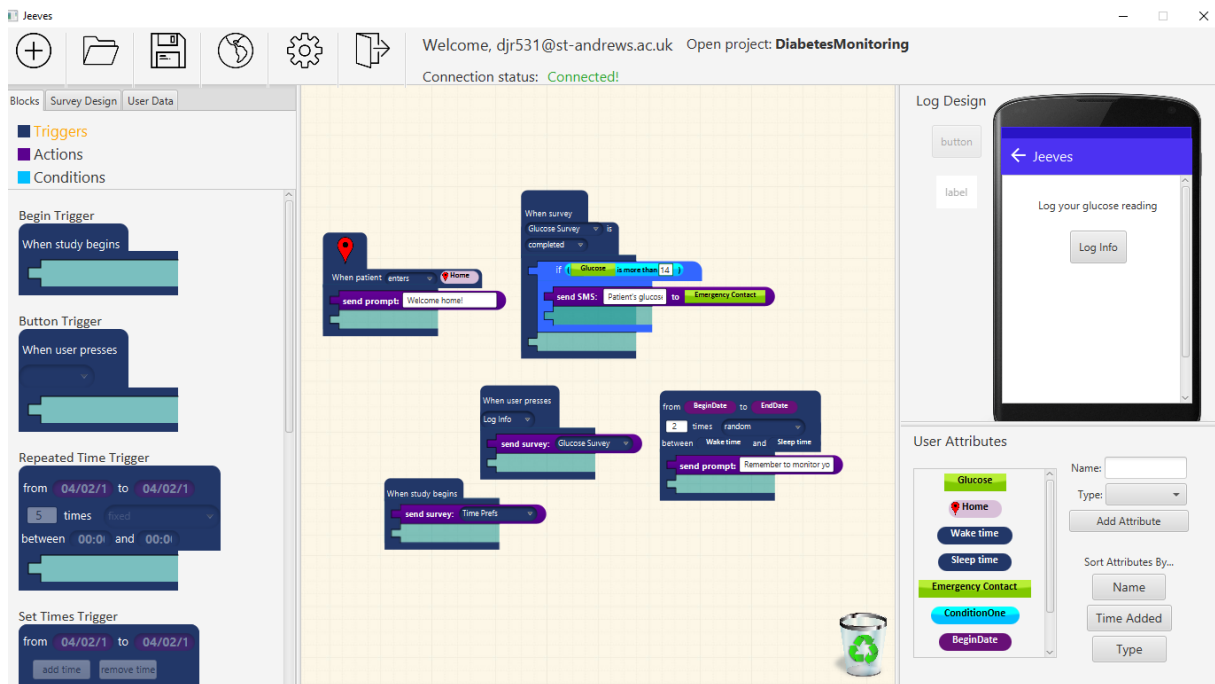 Jeeves
Welcome, djr531@st-andrews.ac.uk Open project: DiabetesMonitoring
Connection status: Connected!
Blocks Survey Design User Data
Triggers
Actions
Conditions
Begin Trigger
When study begins
Button Trigger
When user presses
Repeated Time Trigger
from 04/02/1 to 04/02/1
5 times fixed
between 00:0 and 00:0
Set Times Trigger
from 04/02/1 to 04/02/1
add time remove time
When patient enters Home
send prompt: Welcome home!
When survey
Glucose Survey is
completed
if ( Glucose is more than 14 )
send SMS: Patient's glucos to Emergency Contact
When user presses
Log Info
send survey: Glucose Survey
from BeginDate to EndDate
2 times random
between Wake time and Sleep time
send prompt: Remember to monitor yo
When study begins
send survey: Time Prefs
Log Design
button
label
Jeeves
Log your glucose reading
Log Info
User Attributes
Glucose
Home
Wake time
Sleep time
Emergency Contact
ConditionOne
BeginDate
Name:
Type:
Add Attribute
Sort Attributes By...
Name
Time Added
Type